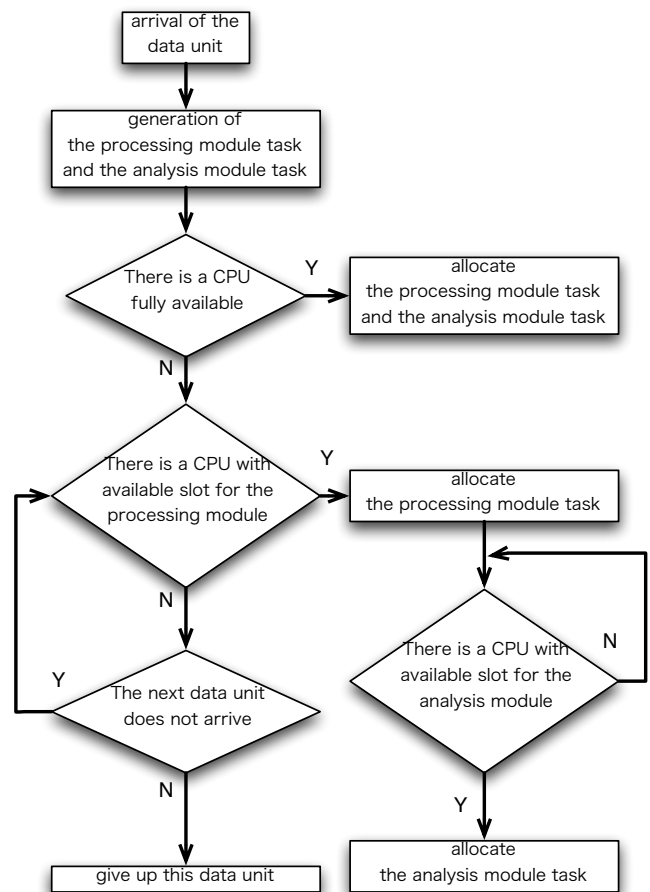 arrival of the
data unit
generation of
the processing module task
and the analysis module task
There is a CPU
fully available
Y
allocate
the processing module task
and the analysis module task
N
There is a CPU with
available slot for the
processing module
Y
allocate
the processing module task
N
There is a CPU with
available slot for the
analysis module
N
Y
The next data unit
does not arrive
N
Y
give up this data unit
allocate
the analysis module task